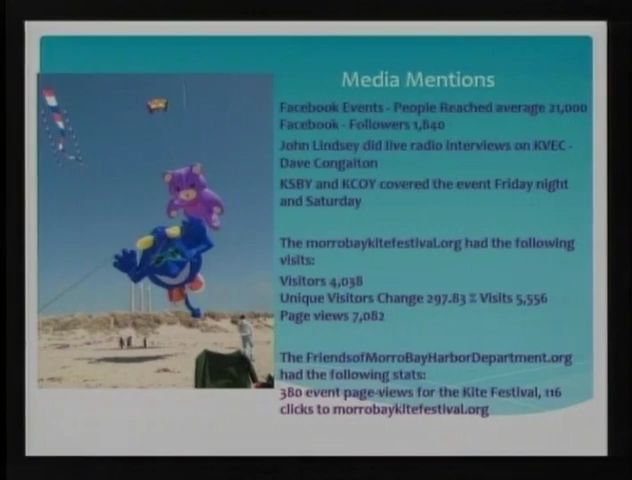 Media Mentions
Facebook Events - People Reached average 21,000
Facebook - Followers 1,840
John Lindsey did live radio interviews on KVEC -
Dave Congalton
KSBY and KCOY covered the event Friday night
and Saturday
The morrobaykitefestival.org had the following
visits:
Visitors 4,038
Unique Visitors Change 297.83 % Visits 5,556
Page views 7,082
The FriendsofMorroBayHarborDepartment.org
had the following stats:
380 event page-views for the Kite Festival, 116
clicks to morrobaykitefestival.org